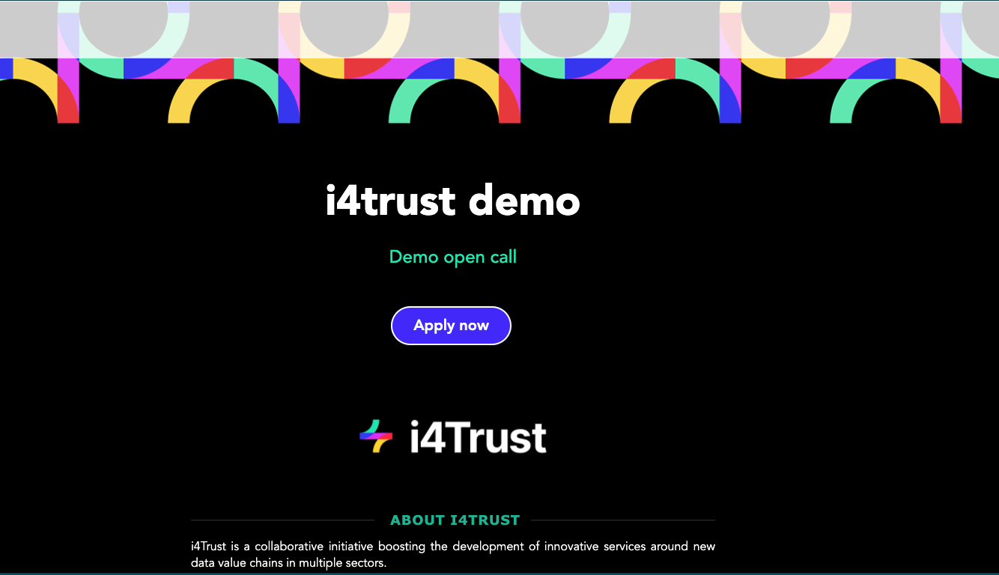 i4trust demo
Demo open call
Apply now
i4Trust
ABOUT I4TRUST
i4Trust is a collaborative initiative boosting the development of innovative services around new
data value chains in multiple sectors.